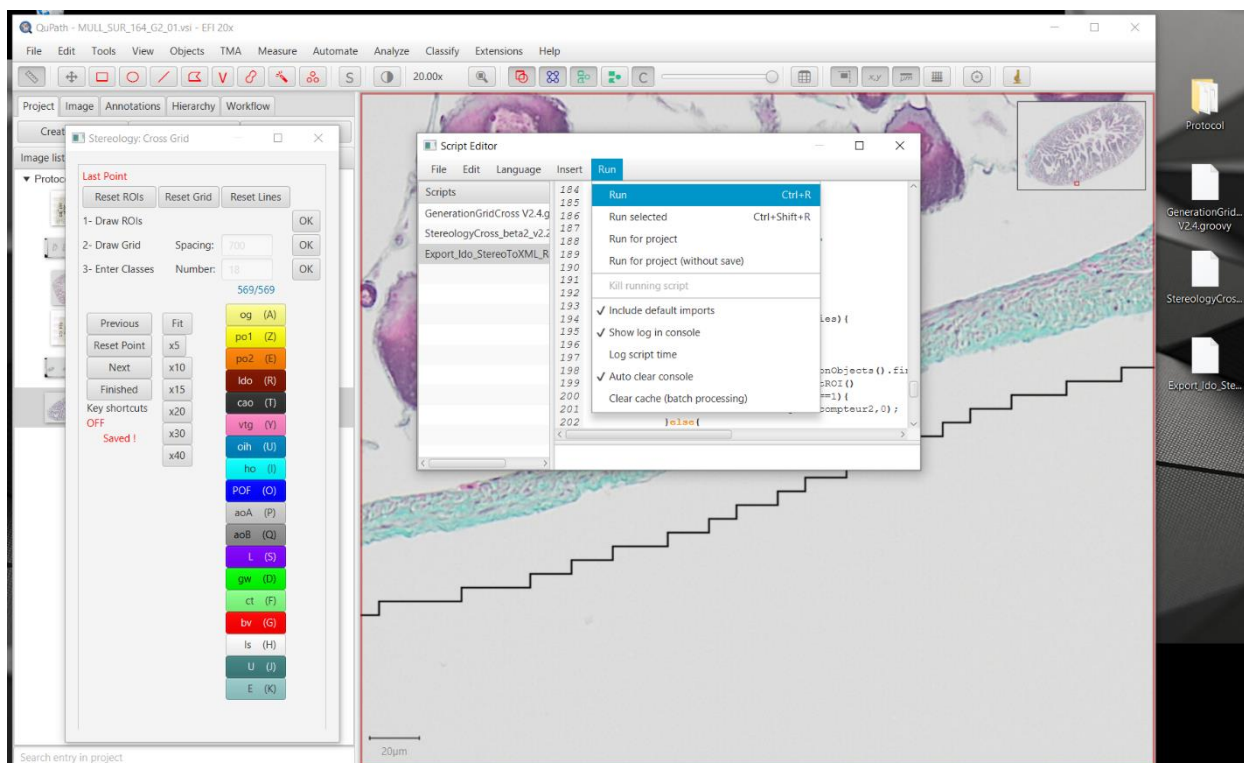 QuPath - MULL_SUR_164_G2_01.vsi - EFI 20x
File Edit Tools View Objects TMA Measure Automate Analyze Classify Extensions Help
S 20.00x C x,y
Project Image Annotations Hierarchy Workflow
Creat
Image list
▼ Protoc
Stereology: Cross Grid
Last Point
Reset ROIs Reset Grid Reset Lines
1- Draw ROIs OK
2- Draw Grid Spacing: 700 OK
3- Enter Classes Number: 18 OK
569/569
Previous Fit
Reset Point x5
Next x10
Finished x15
Key shortcuts x20
OFF
Saved ! x30
x40
og (A)
po1 (Z)
po2 (E)
ldo (R)
cao (T)
vtg (Y)
oih (U)
ho (I)
POF (O)
aoA (P)
aoB (Q)
L (S)
gw (D)
ct (F)
bv (G)
ls (H)
U (J)
E (K)
Search entry in project
Script Editor
File Edit Language Insert Run
Scripts
GenerationGridCross V2.4.g
StereologyCross_beta2_v2.2
Export_Ido_StereoToXML_R
184
185
186
187
188
189
190
191
192
193
194
195
196
197
198
199
200
201
202
Run Ctrl+R
Run selected Ctrl+Shift+R
Run for project
Run for project (without save)
Kill running script
✓ Include default imports
✓ Show log in console
Log script time
✓ Auto clear console
Clear cache (batch processing)
ies){
onObjects().fi
ROI()
==1){
compteur2,0);
}else{
20µm
Protocol
GenerationGrid...
V2.4.groovy
StereologyCros...
Export_Ido_Ste...